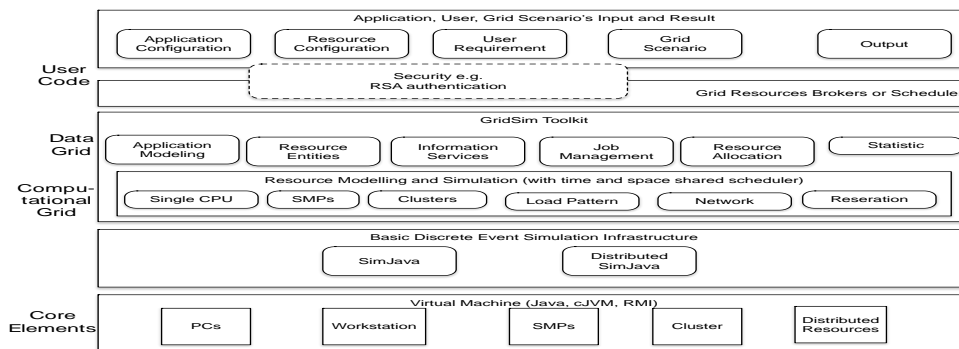 Application, User, Grid Scenario's Input and Result
Application Configuration
Resource Configuration
User Requirement
Grid Scenario
Output
User Code
Security e.g.
RSA authentication
Grid Resources Brokers or Schedule
GridSim Toolkit
Data Grid
Application Modeling
Resource Entities
Information Services
Job Management
Resource Allocation
Statistic
Compu-
tational
Grid
Resource Modelling and Simulation (with time and space shared scheduler)
Single CPU
SMPs
Clusters
Load Pattern
Network
Reseration
Basic Discrete Event Simulation Infrastructure
SimJava
Distributed SimJava
Virtual Machine (Java, cJVM, RMI)
Core Elements
PCs
Workstation
SMPs
Cluster
Distributed Resources